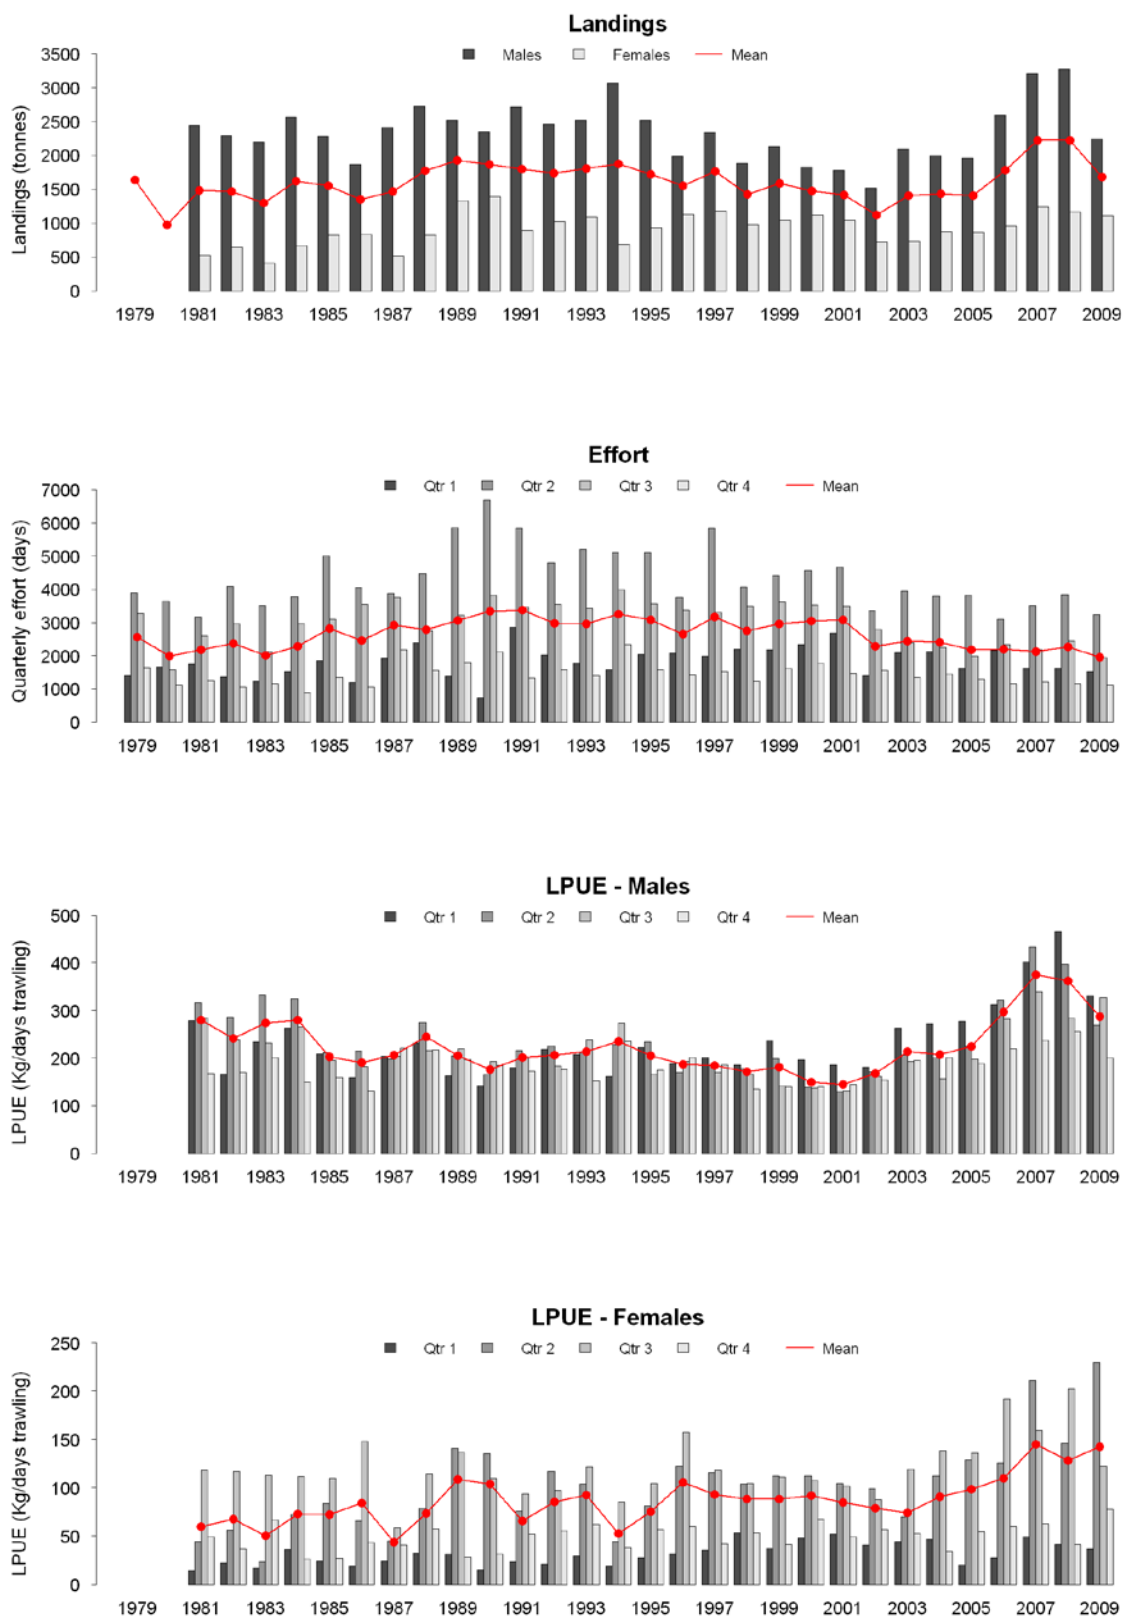 Landings
Males Females Mean
Landings (tonnes)
3500
3000
2500
2000
1500
1000
500
0
1979 1981 1983 1985 1987 1989 1991 1993 1995 1997 1999 2001 2003 2005 2007 2009
Effort
Qtr 1 Qtr 2 Qtr 3 Qtr 4 Mean
Quarterly effort (days)
7000
6000
5000
4000
3000
2000
1000
0
1979 1981 1983 1985 1987 1989 1991 1993 1995 1997 1999 2001 2003 2005 2007 2009
LPUE - Males
Qtr 1 Qtr 2 Qtr 3 Qtr 4 Mean
LPUE (Kg/days trawling)
500
400
300
200
100
0
1979 1981 1983 1985 1987 1989 1991 1993 1995 1997 1999 2001 2003 2005 2007 2009
LPUE - Females
Qtr 1 Qtr 2 Qtr 3 Qtr 4 Mean
LPUE (Kg/days trawling)
250
200
150
100
50
0
1979 1981 1983 1985 1987 1989 1991 1993 1995 1997 1999 2001 2003 2005 2007 2009